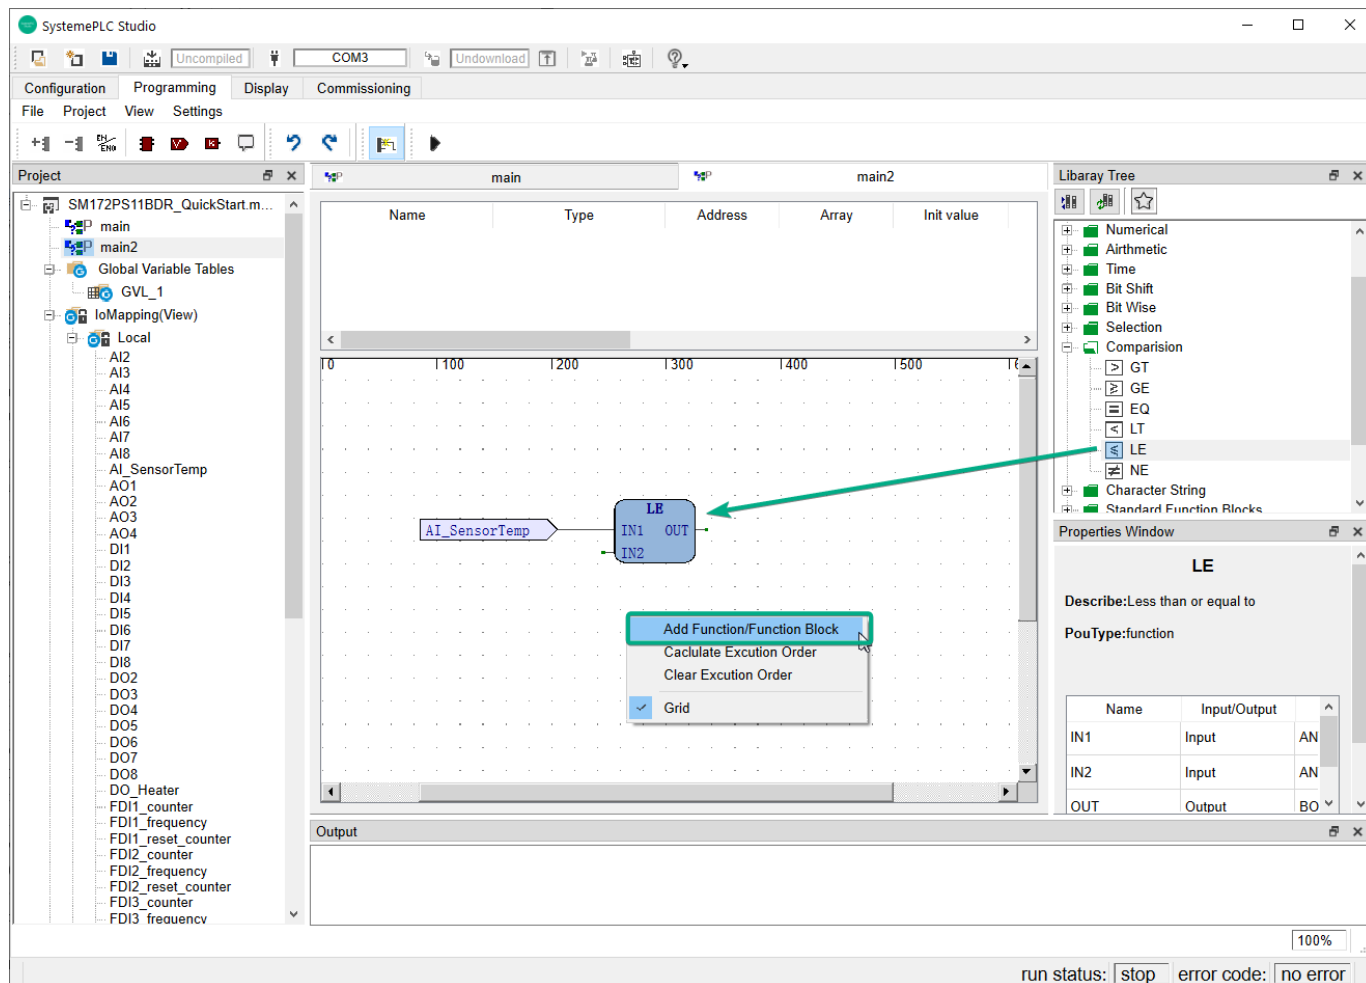 SystemePLC Studio
Uncompiled COM3 Undownload
Configuration Programming Display Commissioning
File Project View Settings
EN
ENO
Project
SM172PS11BDR_QuickStart.m...
main
main2
Global Variable Tables
GVL_1
IoMapping(View)
Local
AI2
AI3
AI4
AI5
AI6
AI7
AI8
AI_SensorTemp
AO1
AO2
AO3
AO4
DI1
DI2
DI3
DI4
DI5
DI6
DI7
DI8
DO2
DO3
DO4
DO5
DO6
DO7
DO8
DO_Heater
FDI1_counter
FDI1_frequency
FDI1_reset_counter
FDI2_counter
FDI2_frequency
FDI2_reset_counter
FDI3_counter
FDI3_frequency
main main2
Name Type Address Array Init value
0 100 200 300 400 500
LE
AI_SensorTemp IN1 OUT
IN2
Add Function/Function Block
Caclulate Excution Order
Clear Excution Order
Grid
Output
Libaray Tree
Numerical
Airthmetic
Time
Bit Shift
Bit Wise
Selection
Comparision
> GT
≥ GE
= EQ
< LT
≤ LE
≠ NE
Character String
Standard Function Blocks
Properties Window
LE
Describe:Less than or equal to
PouType:function
Name Input/Output
IN1 Input AN
IN2 Input AN
OUT Output BO
100%
run status: stop error code: no error